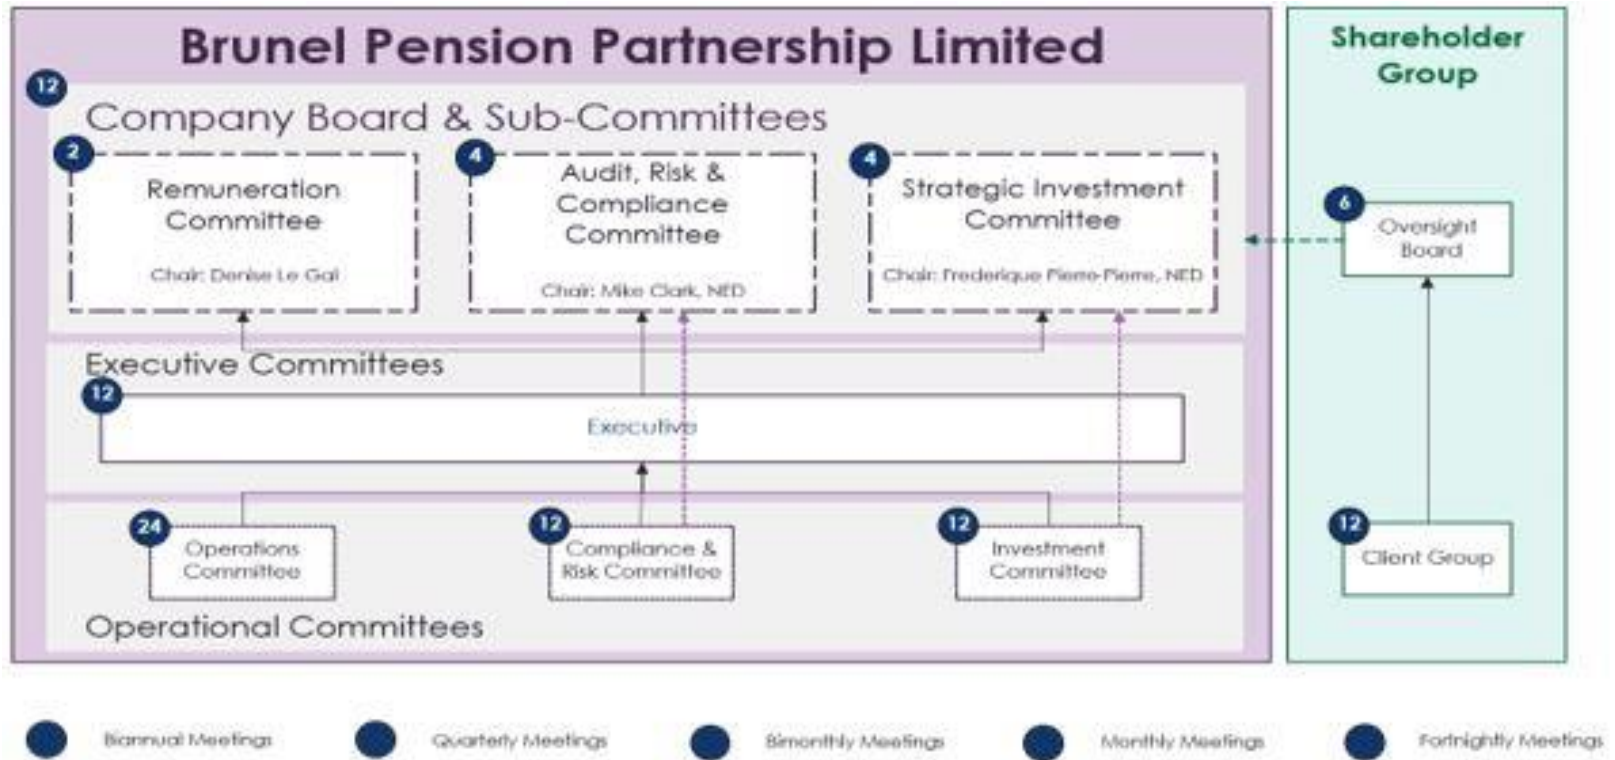 Brunel Pension Partnership Limited
12
Company Board & Sub-Committees
2
Remuneration
Committee
Chair: Denise Le Gal
4
Audit, Risk &
Compliance
Committee
Chair: Mike Clark, NED
4
Strategic Investment
Committee
Chair: Frederique Pierre-Pierre, NED
Executive Committees
12
Executive
24
Operations
Committee
12
Compliance &
Risk Committee
12
Investment
Committee
Operational Committees
Shareholder
Group
6
Oversight
Board
12
Client Group
Biannual Meetings
Quarterly Meetings
Bimonthly Meetings
Monthly Meetings
Fortnightly Meetings